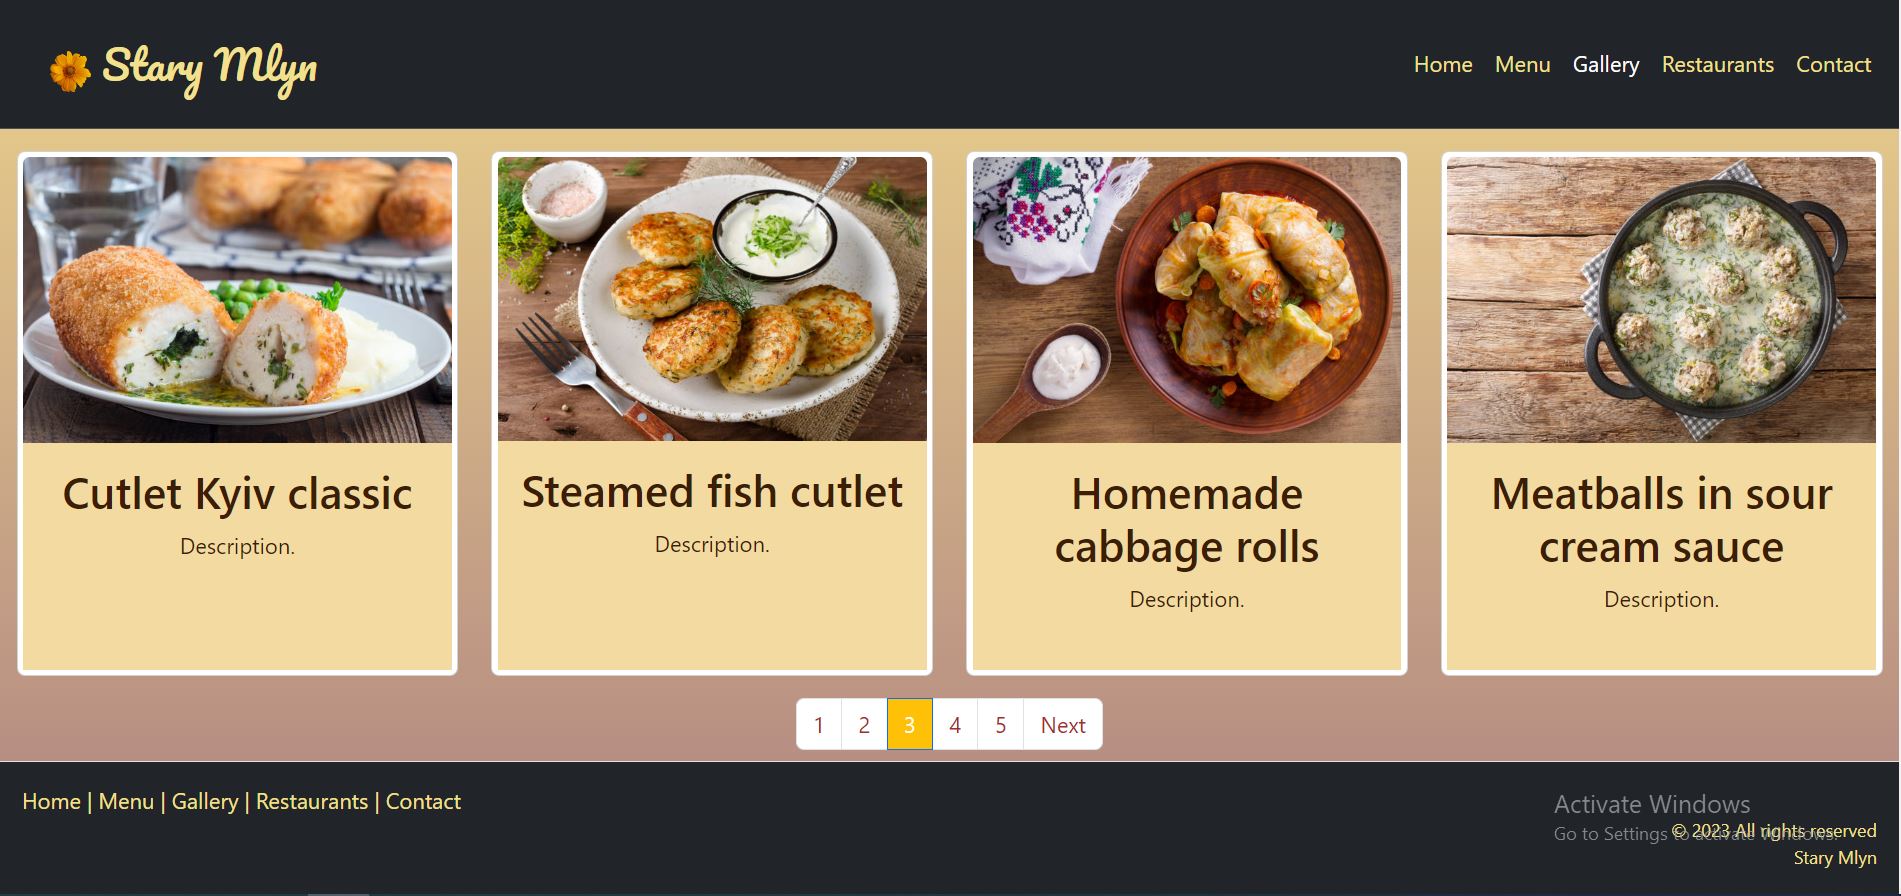 Stary Mlyn
Home Menu Gallery Restaurants Contact
Cutlet Kyiv classic
Description.
Steamed fish cutlet
Description.
Homemade
cabbage rolls
Description.
Meatballs in sour
cream sauce
Description.
1 2 3 4 5 Next
Home | Menu | Gallery | Restaurants | Contact
Activate Windows
Go to Settings to activate Windows.
© 2023 All rights reserved
Stary Mlyn